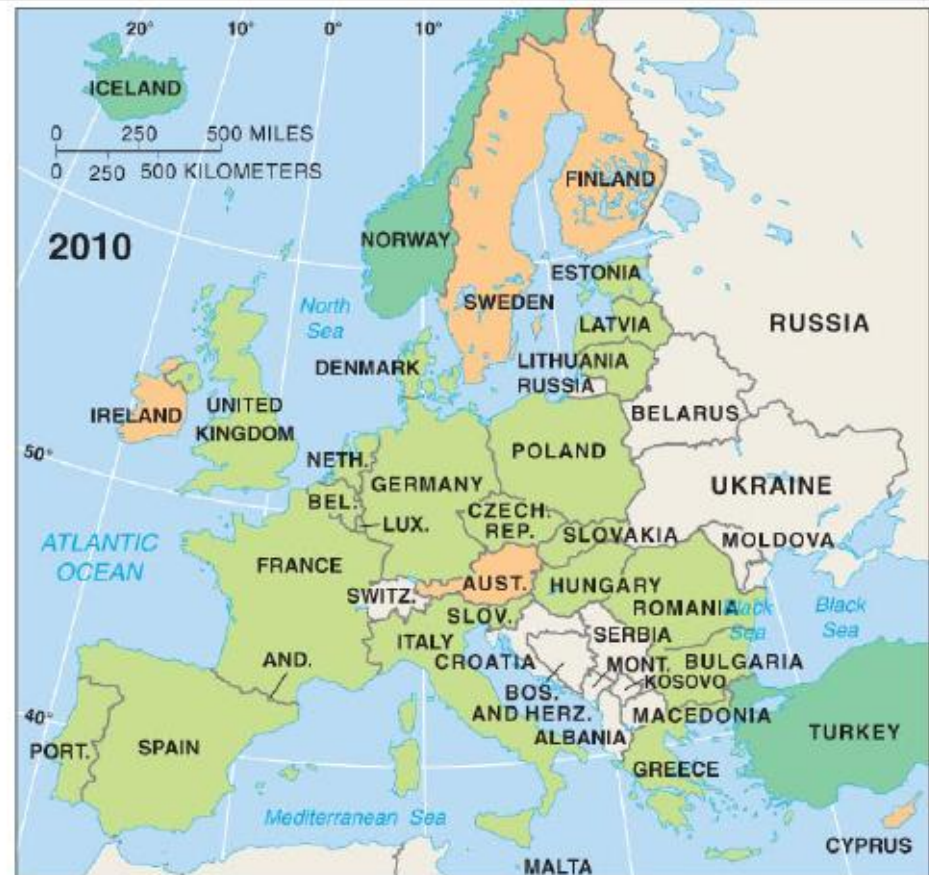 20° 10° 0° 10°
ICELAND
0 250 500 MILES
0 250 500 KILOMETERS
FINLAND
2010
NORWAY
ESTONIA
North
Sea
SWEDEN
LATVIA
RUSSIA
DENMARK
LITHUANIA
RUSSIA
IRELAND
UNITED
KINGDOM
BELARUS
50°
NETH.
POLAND
GERMANY
UKRAINE
BEL.
CZECH.
REP.
LUX.
SLOVAKIA
MOLDOVA
ATLANTIC
OCEAN
FRANCE
SWITZ.
AUST.
HUNGARY
ROMANIA
Black
Sea
Black
Sea
SLOV.
ITALY
SERBIA
CROATIA
AND.
MONT.
BULGARIA
KOSOVO
BOS.
AND HERZ.
MACEDONIA
40°
ALBANIA
PORT.
SPAIN
TURKEY
GREECE
Mediterranean Sea
CYPRUS
MALTA